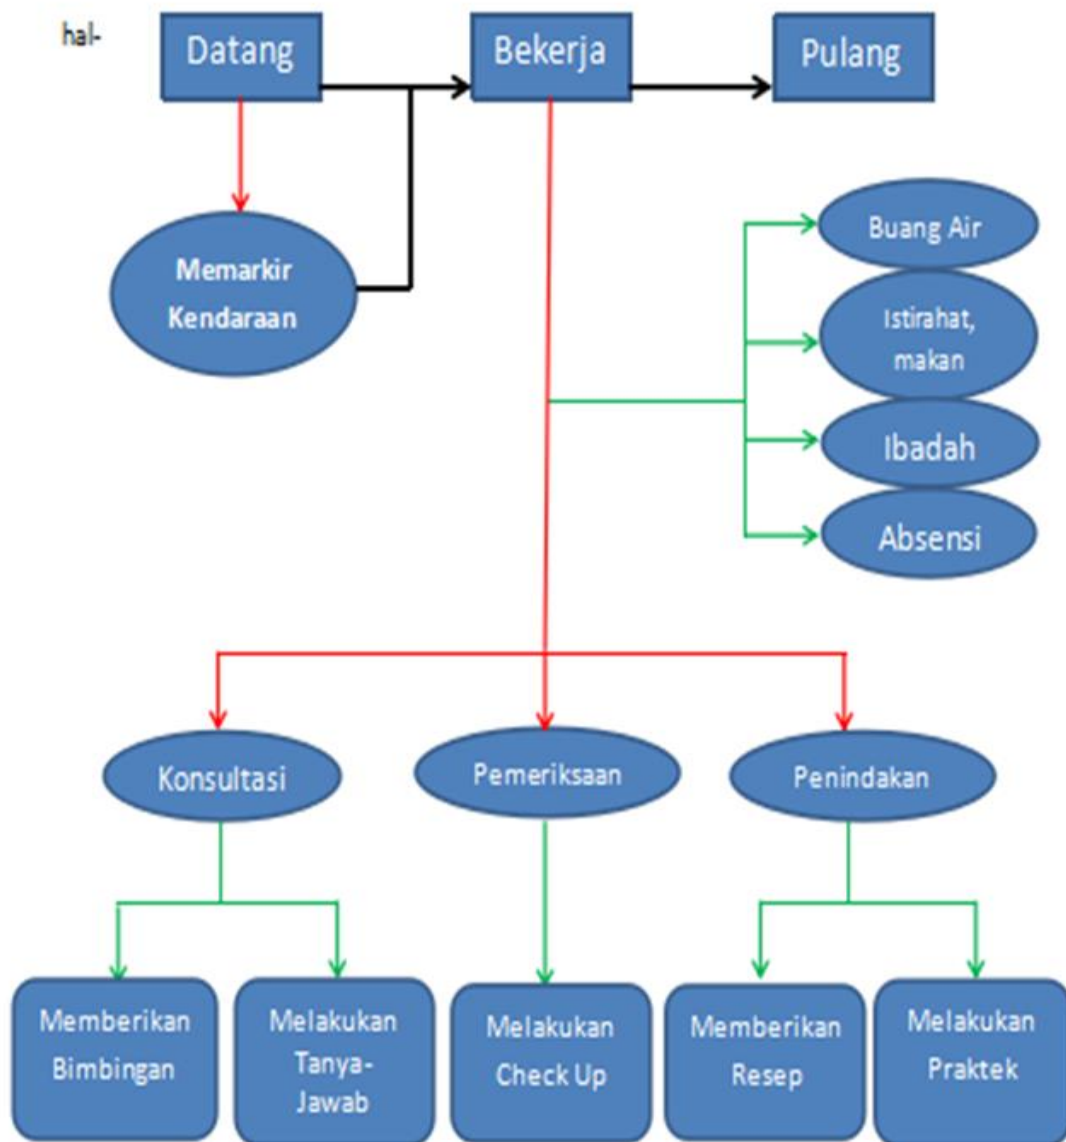 hal-
Datang
Bekerja
Pulang
Memarkir
Kendaraan
Buang Air
Istirahat,
makan
Ibadah
Absensi
Konsultasi
Pemeriksaan
Penindakan
Memberikan
Bimbingan
Melakukan
Tanya-
Jawab
Melakukan
Check Up
Memberikan
Resep
Melakukan
Praktek